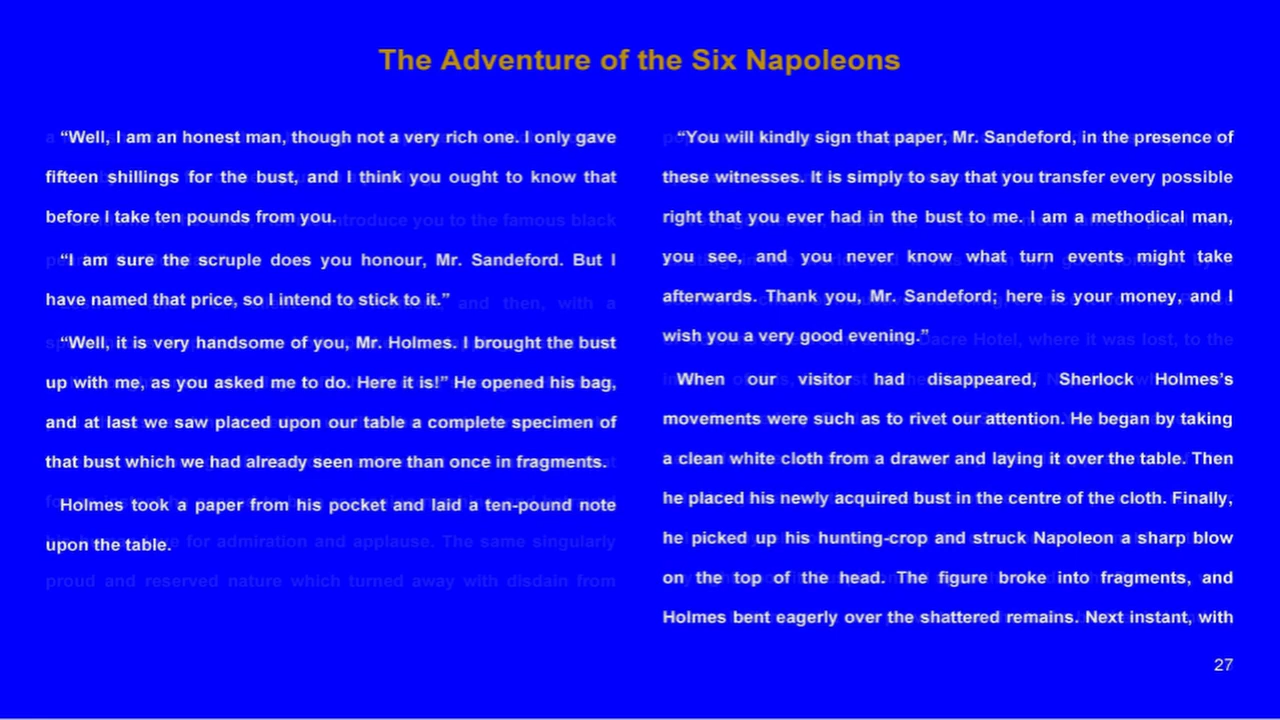 The Adventure of the Six Napoleons
“Well, I am an honest man, though not a very rich one. I only gave
fifteen shillings for the bust, and I think you ought to know that
before I take ten pounds from you.
“I am sure the scruple does you honour, Mr. Sandeford. But I
have named that price, so I intend to stick to it.”
“Well, it is very handsome of you, Mr. Holmes. I brought the bust
up with me, as you asked me to do. Here it is!” He opened his bag,
and at last we saw placed upon our table a complete specimen of
that bust which we had already seen more than once in fragments.
Holmes took a paper from his pocket and laid a ten-pound note
upon the table.
“You will kindly sign that paper, Mr. Sandeford, in the presence of
these witnesses. It is simply to say that you transfer every possible
right that you ever had in the bust to me. I am a methodical man,
you see, and you never know what turn events might take
afterwards. Thank you, Mr. Sandeford; here is your money, and I
wish you a very good evening.”
When our visitor had disappeared, Sherlock Holmes’s
movements were such as to rivet our attention. He began by taking
a clean white cloth from a drawer and laying it over the table. Then
he placed his newly acquired bust in the centre of the cloth. Finally,
he picked up his hunting-crop and struck Napoleon a sharp blow
on the top of the head. The figure broke into fragments, and
Holmes bent eagerly over the shattered remains. Next instant, with
27